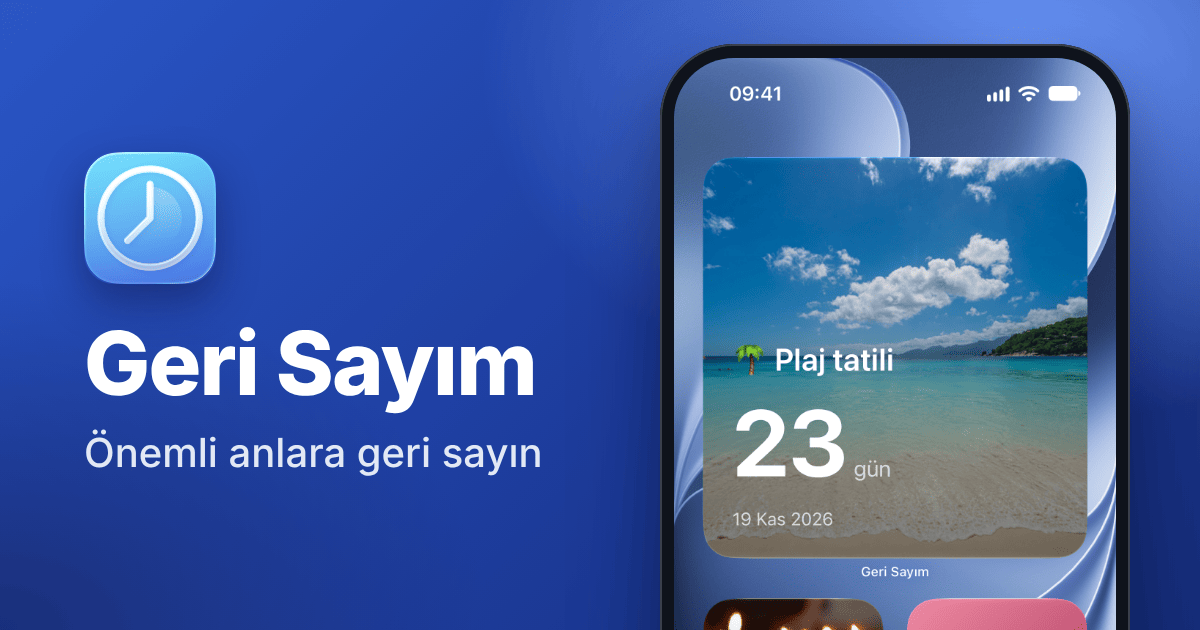 Geri Sayım
Önemli anlara geri sayın
09:41
🌴 Plaj tatili
23 gün
19 Kas 2026
Geri Sayım